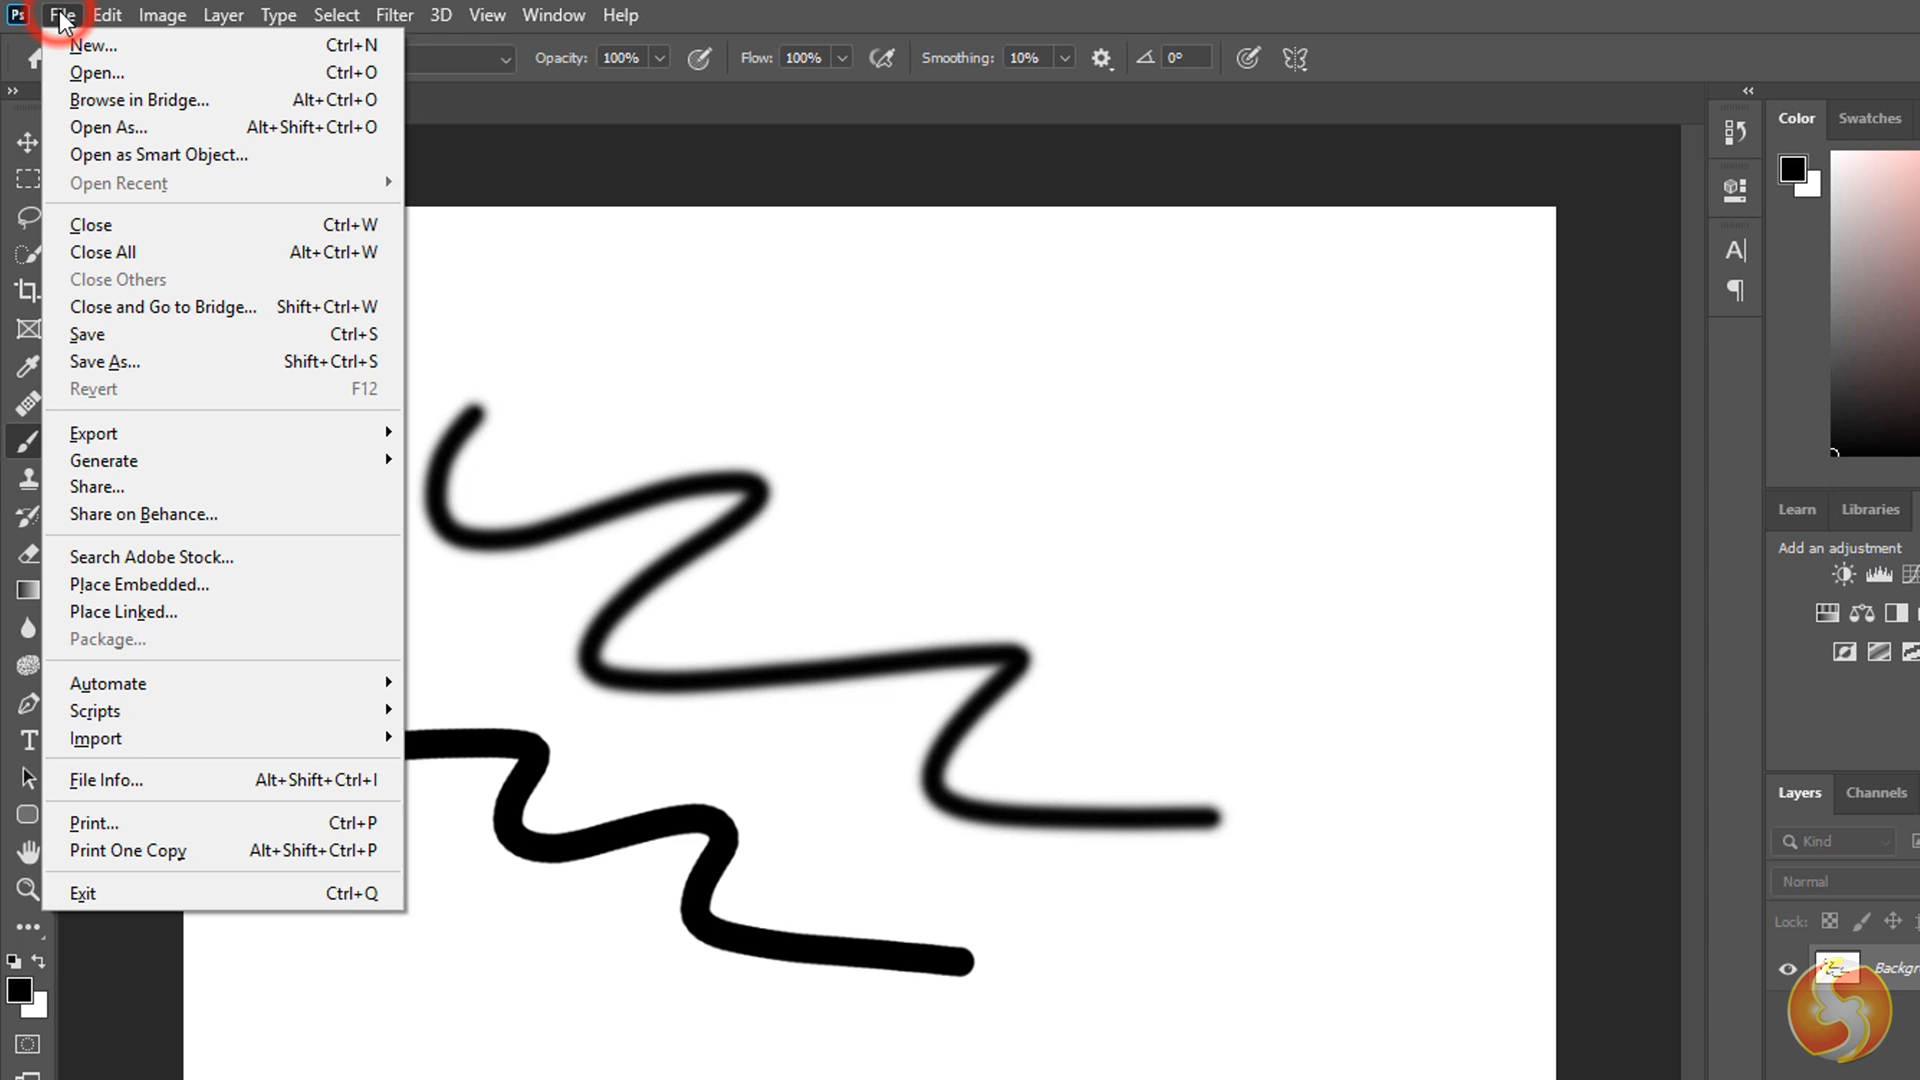 Ps File Edit Image Layer Type Select Filter 3D View Window Help
Opacity: 100% Flow: 100% Smoothing: 10% 0°
New... Ctrl+N
Open... Ctrl+O
Browse in Bridge... Alt+Ctrl+O
Open As... Alt+Shift+Ctrl+O
Open as Smart Object...
Open Recent
Close Ctrl+W
Close All Alt+Ctrl+W
Close Others
Close and Go to Bridge... Shift+Ctrl+W
Save Ctrl+S
Save As... Shift+Ctrl+S
Revert F12
Export
Generate
Share...
Share on Behance...
Search Adobe Stock...
Place Embedded...
Place Linked...
Package...
Automate
Scripts
Import
File Info... Alt+Shift+Ctrl+I
Print... Ctrl+P
Print One Copy Alt+Shift+Ctrl+P
Exit Ctrl+Q
Color Swatches
Learn Libraries
Add an adjustment
Layers Channels
Kind
Normal
Lock:
Backgr